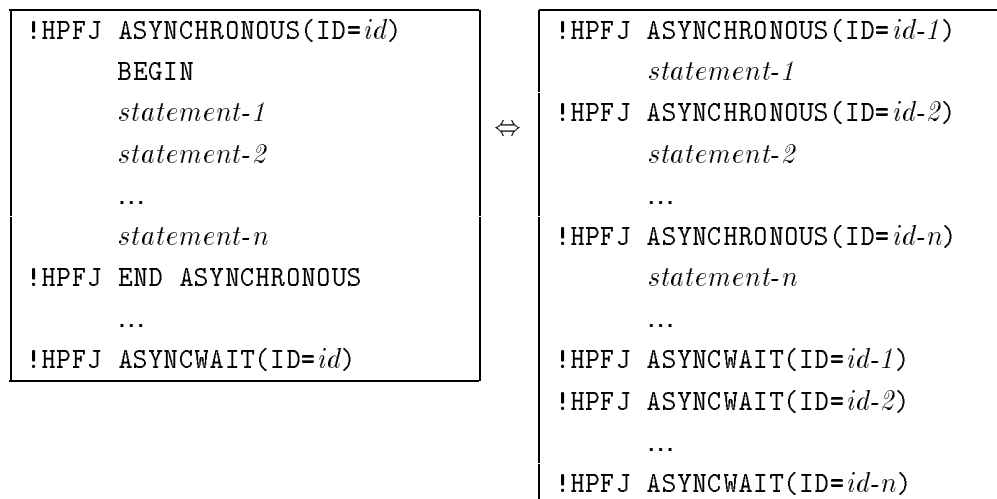 !HPFJ ASYNCHRONOUS(ID=id)
BEGIN
statement-1
statement-2
...
statement-n
!HPFJ END ASYNCHRONOUS
...
!HPFJ ASYNCWAIT(ID=id)
⇔
!HPFJ ASYNCHRONOUS(ID=id-1)
statement-1
!HPFJ ASYNCHRONOUS(ID=id-2)
statement-2
...
!HPFJ ASYNCHRONOUS(ID=id-n)
statement-n
...
!HPFJ ASYNCWAIT(ID=id-1)
!HPFJ ASYNCWAIT(ID=id-2)
...
!HPFJ ASYNCWAIT(ID=id-n)